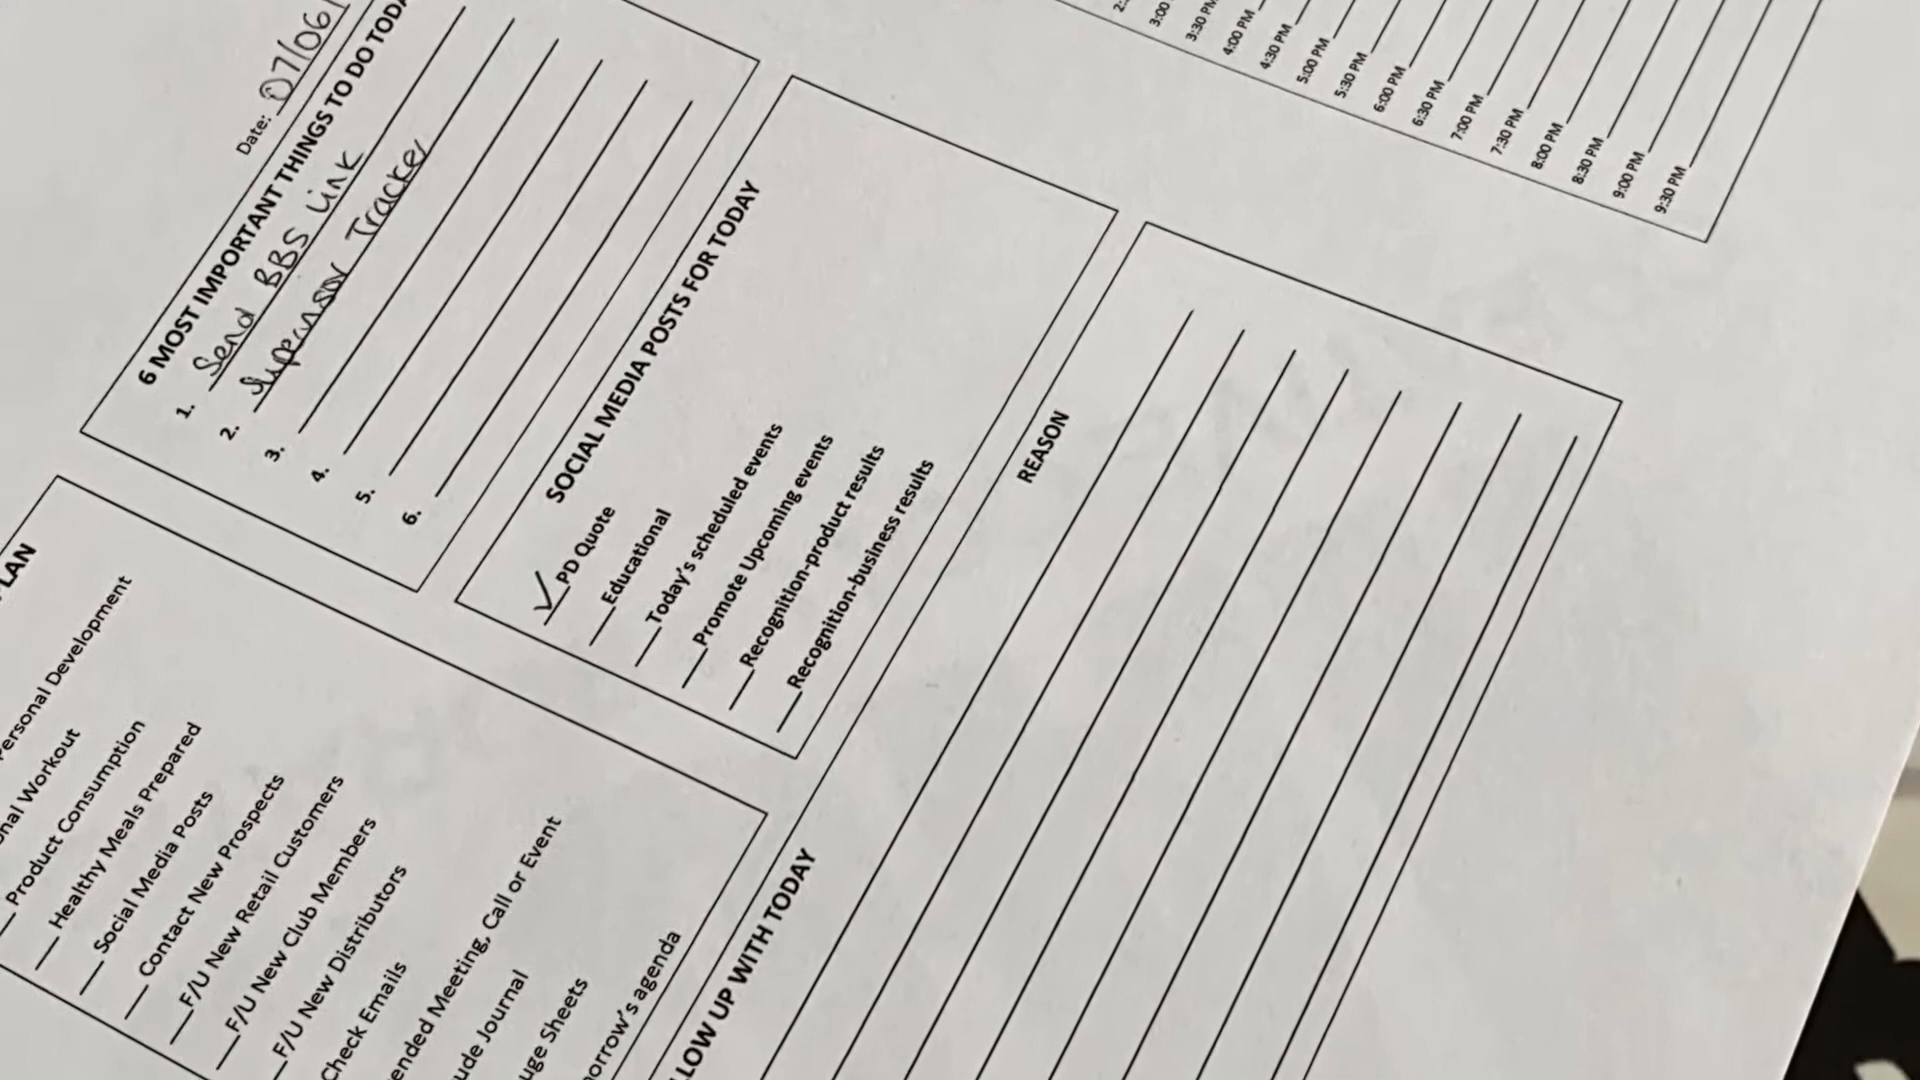 Date: 07/06/
6 MOST IMPORTANT THINGS TO DO TODA
1. Send BBS Link
2. Supervisor Tracker
3.
4.
5.
6.
SOCIAL MEDIA POSTS FOR TODAY
✓ PD Quote
Educational
Today's scheduled events
Promote Upcoming events
Recognition-product results
Recognition-business results
LAN
ersonal Development
nal Workout
Product Consumption
Healthy Meals Prepared
Social Media Posts
Contact New Prospects
F/U New Retail Customers
F/U New Club Members
F/U New Distributors
Check Emails
ended Meeting, Call or Event
ude Journal
uge Sheets
orrow's agenda
LLOW UP WITH TODAY
REASON
3:00
3:30 PM
4:00 PM
4:30 PM
5:00 PM
5:30 PM
6:00 PM
6:30 PM
7:00 PM
7:30 PM
8:00 PM
8:30 PM
9:00 PM
9:30 PM